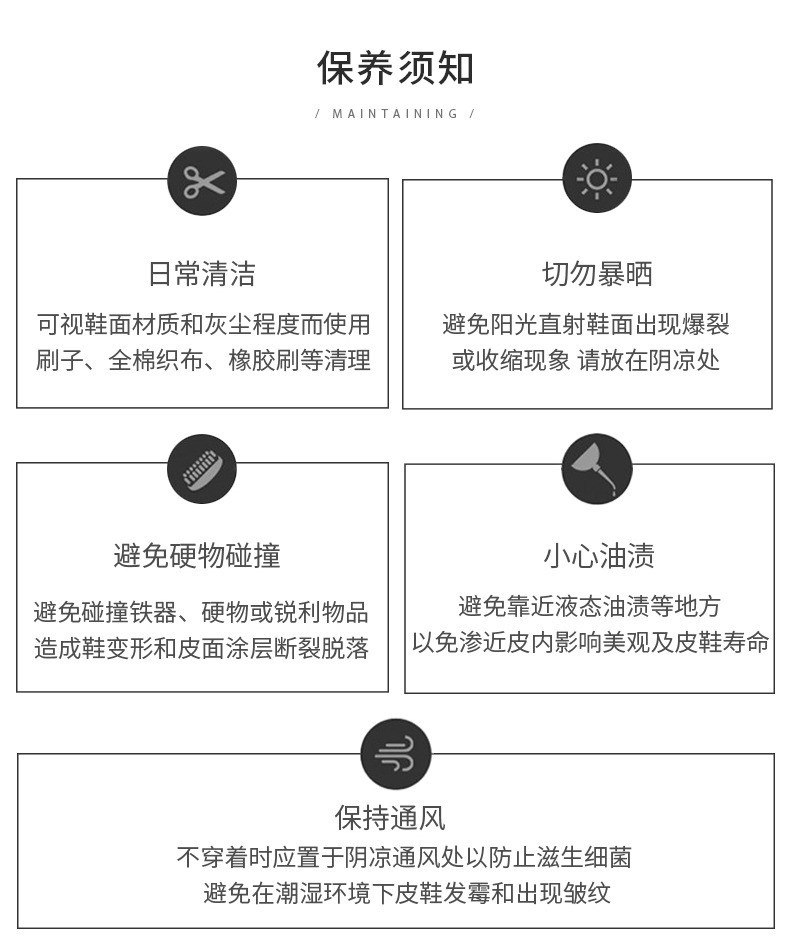 保养须知
/ MAINTAINING /
日常清洁
可视鞋面材质和灰尘程度而使用
刷子、全棉织布、橡胶刷等清理
切勿暴晒
避免阳光直射鞋面出现爆裂
或收缩现象 请放在阴凉处
避免硬物碰撞
避免碰撞铁器、硬物或锐利物品
造成鞋变形和皮面涂层断裂脱落
小心油渍
避免靠近液态油渍等地方
以免渗近皮内影响美观及皮鞋寿命
保持通风
不穿着时应置于阴凉通风处以防止滋生细菌
避免在潮湿环境下皮鞋发霉和出现皱纹